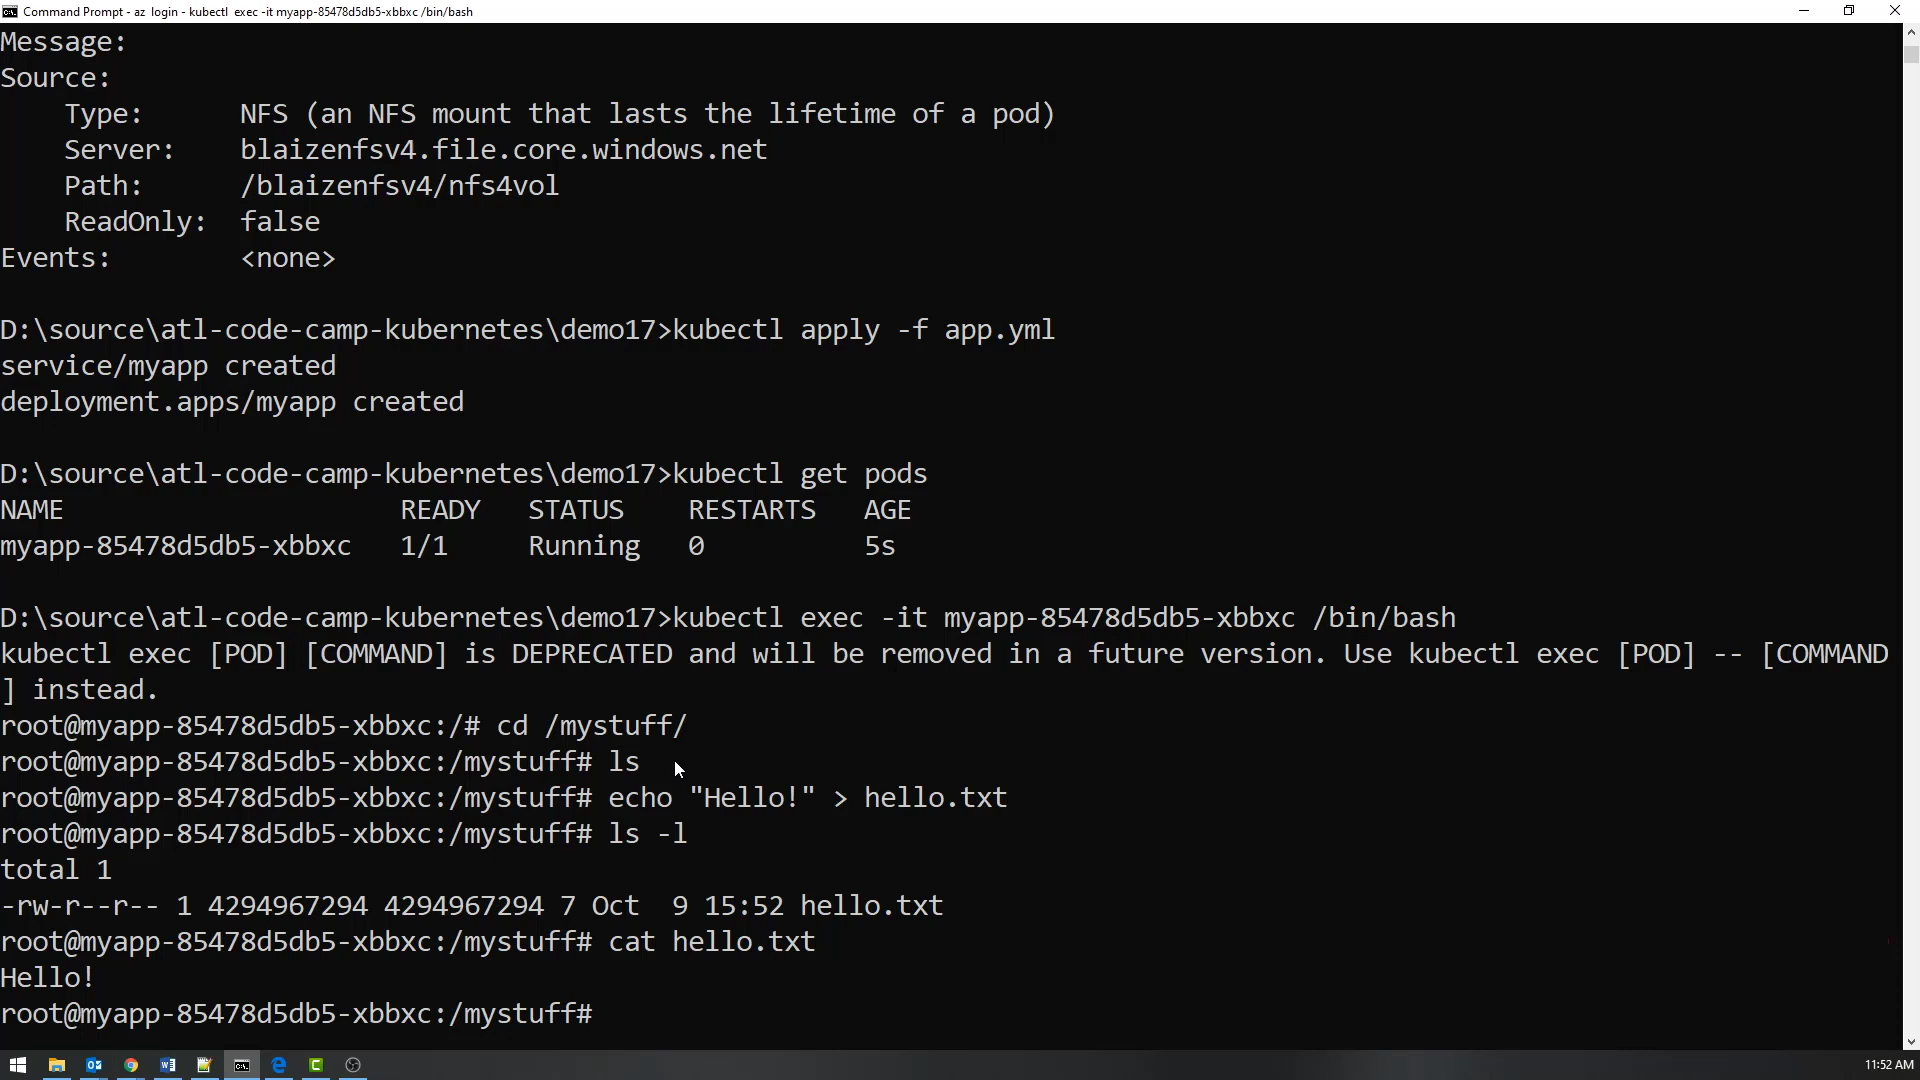 Command Prompt - az login - kubectl exec -it myapp-85478d5db5-xbbxc /bin/bash
Message:
Source:
    Type:      NFS (an NFS mount that lasts the lifetime of a pod)
    Server:    blaizenfsv4.file.core.windows.net
    Path:      /blaizenfsv4/nfs4vol
    ReadOnly:  false
Events:        <none>

D:\source\atl-code-camp-kubernetes\demo17>kubectl apply -f app.yml
service/myapp created
deployment.apps/myapp created

D:\source\atl-code-camp-kubernetes\demo17>kubectl get pods
NAME                     READY   STATUS    RESTARTS   AGE
myapp-85478d5db5-xbbxc   1/1     Running   0          5s

D:\source\atl-code-camp-kubernetes\demo17>kubectl exec -it myapp-85478d5db5-xbbxc /bin/bash
kubectl exec [POD] [COMMAND] is DEPRECATED and will be removed in a future version. Use kubectl exec [POD] -- [COMMAND
] instead.
root@myapp-85478d5db5-xbbxc:/# cd /mystuff/
root@myapp-85478d5db5-xbbxc:/mystuff# ls
root@myapp-85478d5db5-xbbxc:/mystuff# echo "Hello!" > hello.txt
root@myapp-85478d5db5-xbbxc:/mystuff# ls -l
total 1
-rw-r--r-- 1 4294967294 4294967294 7 Oct  9 15:52 hello.txt
root@myapp-85478d5db5-xbbxc:/mystuff# cat hello.txt
Hello!
root@myapp-85478d5db5-xbbxc:/mystuff#
11:52 AM